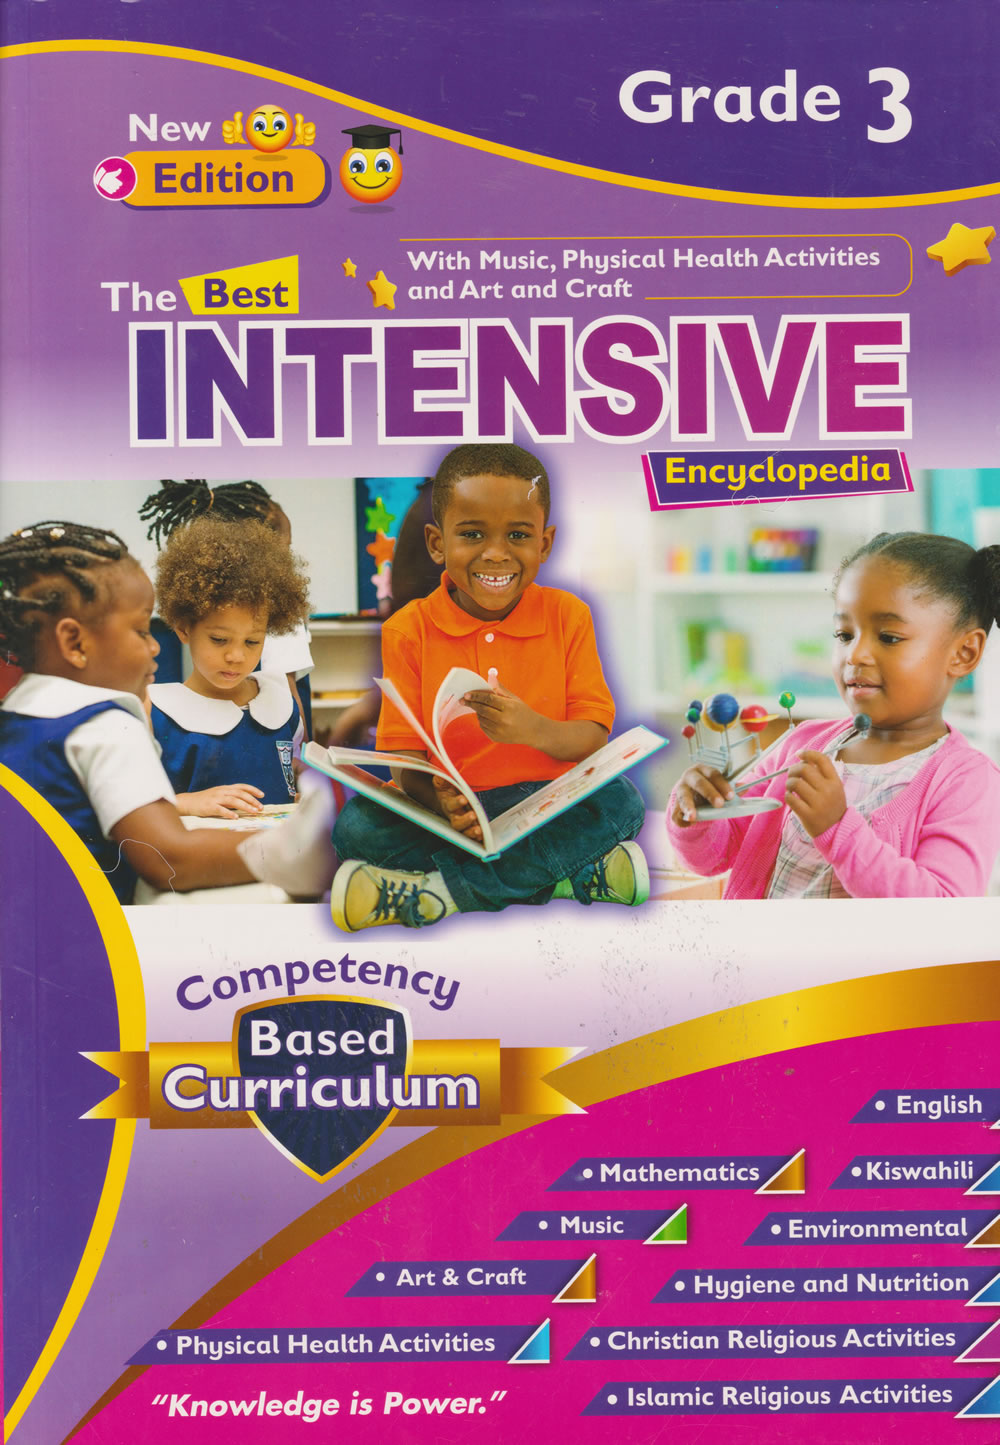 Grade 3
New
Edition
With Music, Physical Health Activities
and Art and Craft
The Best
INTENSIVE
Encyclopedia
Competency
Based
Curriculum
• English
• Mathematics
• Kiswahili
• Music
• Environmental
• Art & Craft
• Hygiene and Nutrition
• Physical Health Activities
• Christian Religious Activities
• Islamic Religious Activities
"Knowledge is Power."